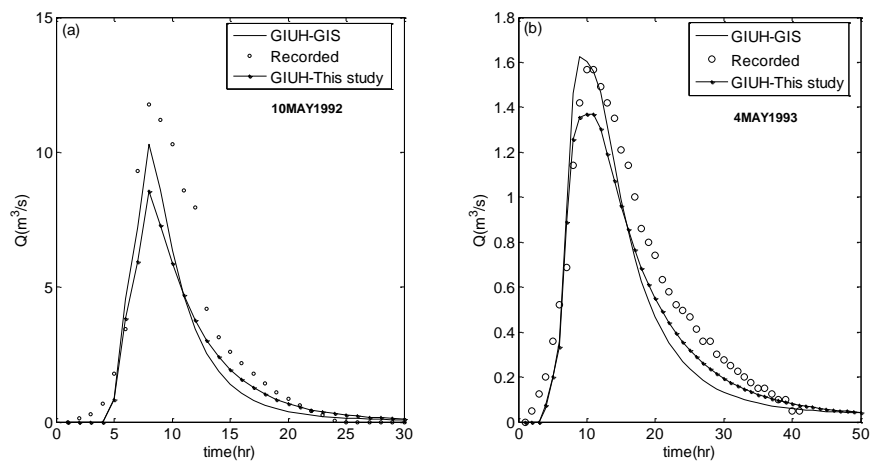 (a)
GIUH-GIS
Recorded
GIUH-This study
10MAY1992
15
10
5
0
Q(m³/s)
0 5 10 15 20 25 30
time(hr)
(b)
GIUH-GIS
Recorded
GIUH-This study
4MAY1993
1.8
1.6
1.4
1.2
1
0.8
0.6
0.4
0.2
0
Q(m³/s)
0 10 20 30 40 50
time(hr)